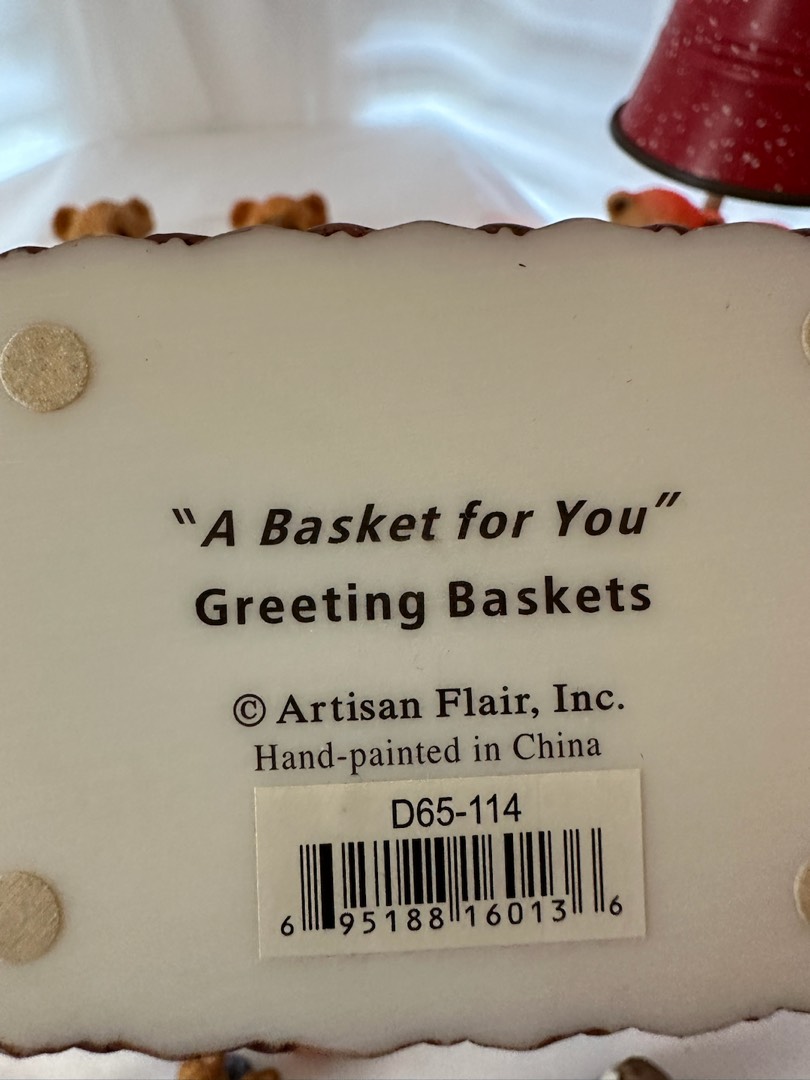 “A Basket for You”
Greeting Baskets
© Artisan Flair, Inc.
Hand-painted in China
D65-114
6 95188 16013 6